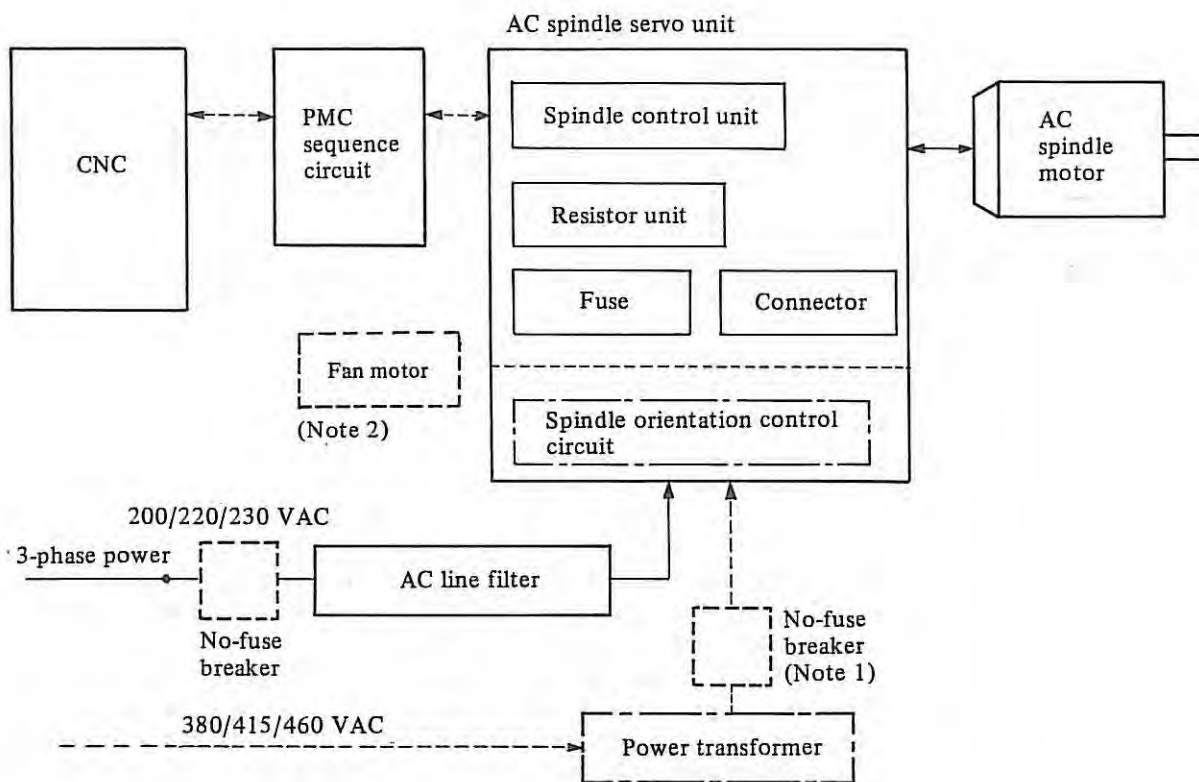 AC spindle servo unit
CNC
PMC
sequence
circuit
Spindle control unit
AC
spindle
motor
Resistor unit
Fuse
Connector
Fan motor
(Note 2)
Spindle orientation control
circuit
200/220/230 VAC
3-phase power
AC line filter
No-fuse
breaker
No-fuse
breaker
(Note 1)
380/415/460 VAC
Power transformer